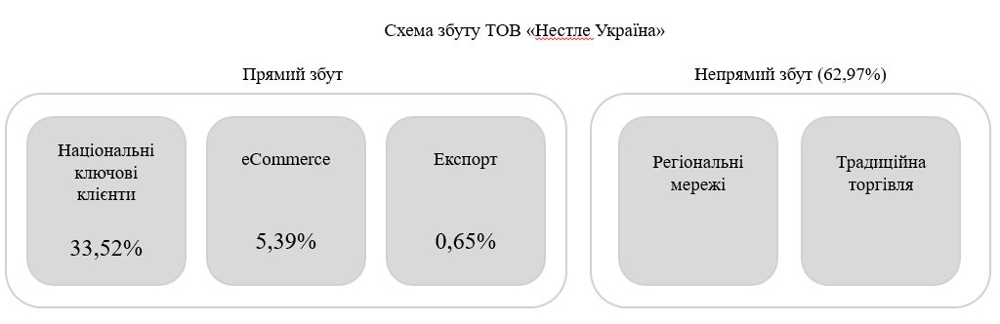 Схема збуту ТОВ «Нестле Україна»
Прямий збут
Національні
ключові
клієнти
33,52%
eCommerce
5,39%
Експорт
0,65%
Непрямий збут (62,97%)
Регіональні
мережі
Традиційна
торгівля